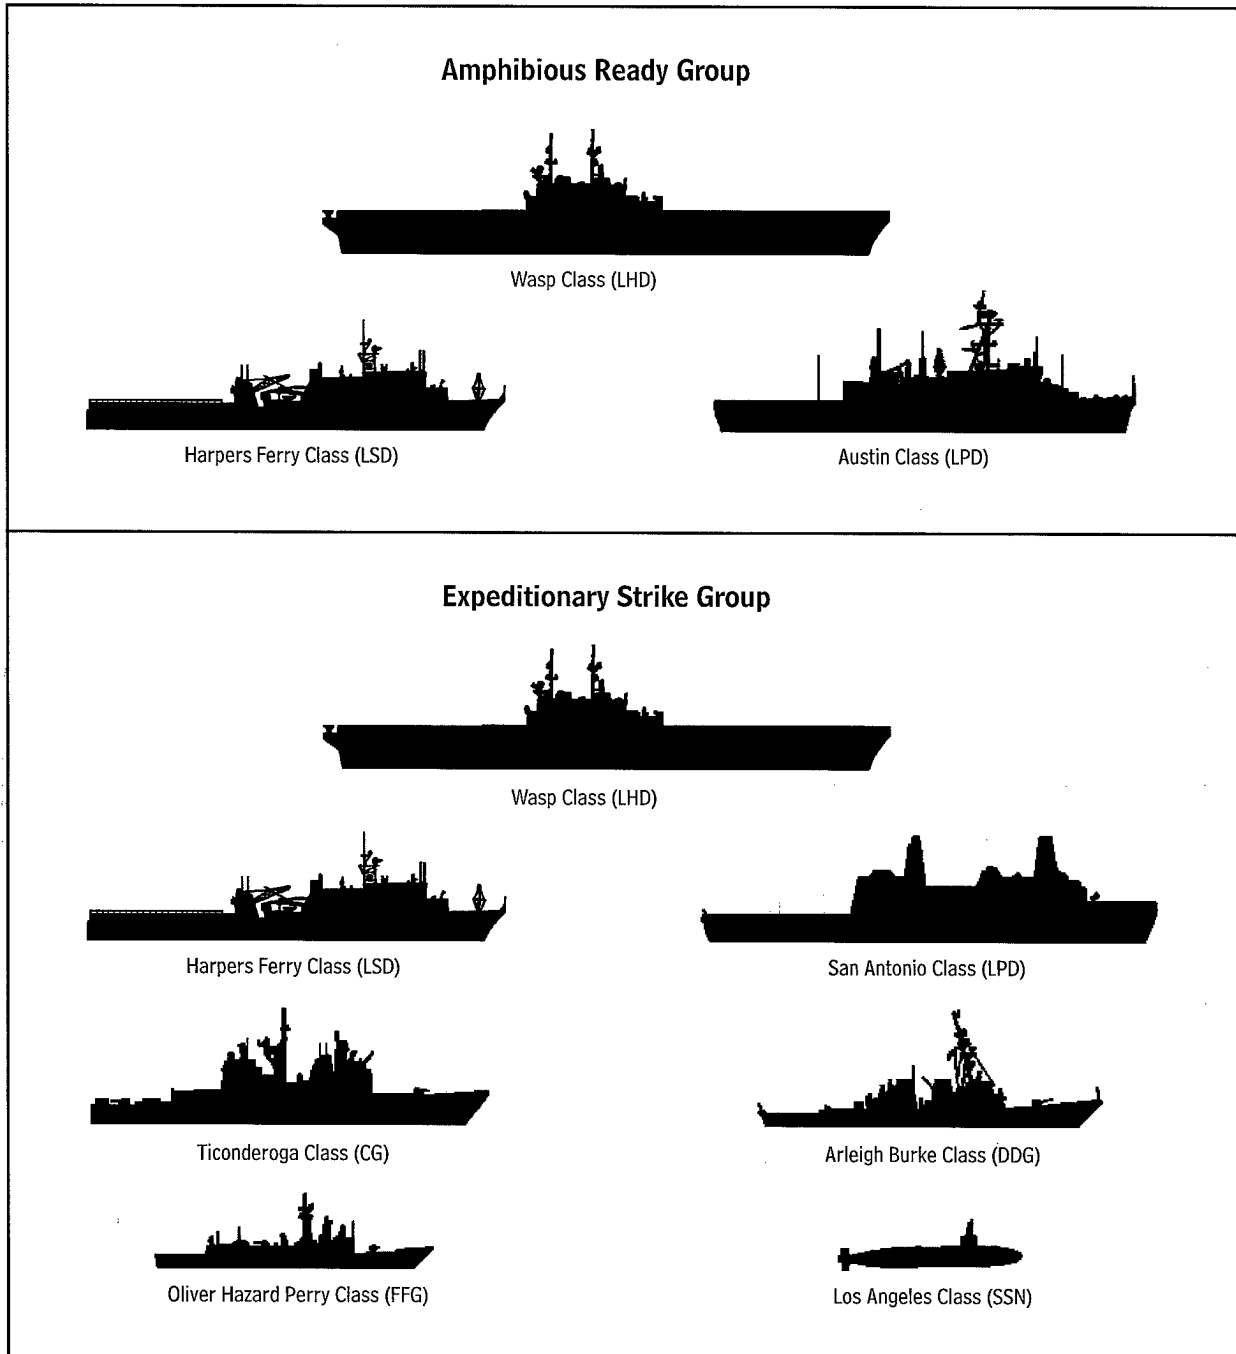 Amphibious Ready Group
Wasp Class (LHD)
Harpers Ferry Class (LSD)
Austin Class (LPD)
Expeditionary Strike Group
Wasp Class (LHD)
Harpers Ferry Class (LSD)
San Antonio Class (LPD)
Ticonderoga Class (CG)
Arleigh Burke Class (DDG)
Oliver Hazard Perry Class (FFG)
Los Angeles Class (SSN)